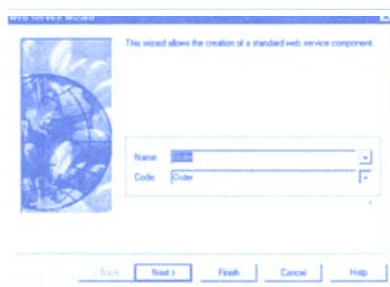 Web Service Wizard
This wizard allows the creation of a standard web service component.
Name: Order
Code: Order
< Back Next > Finish Cancel Help